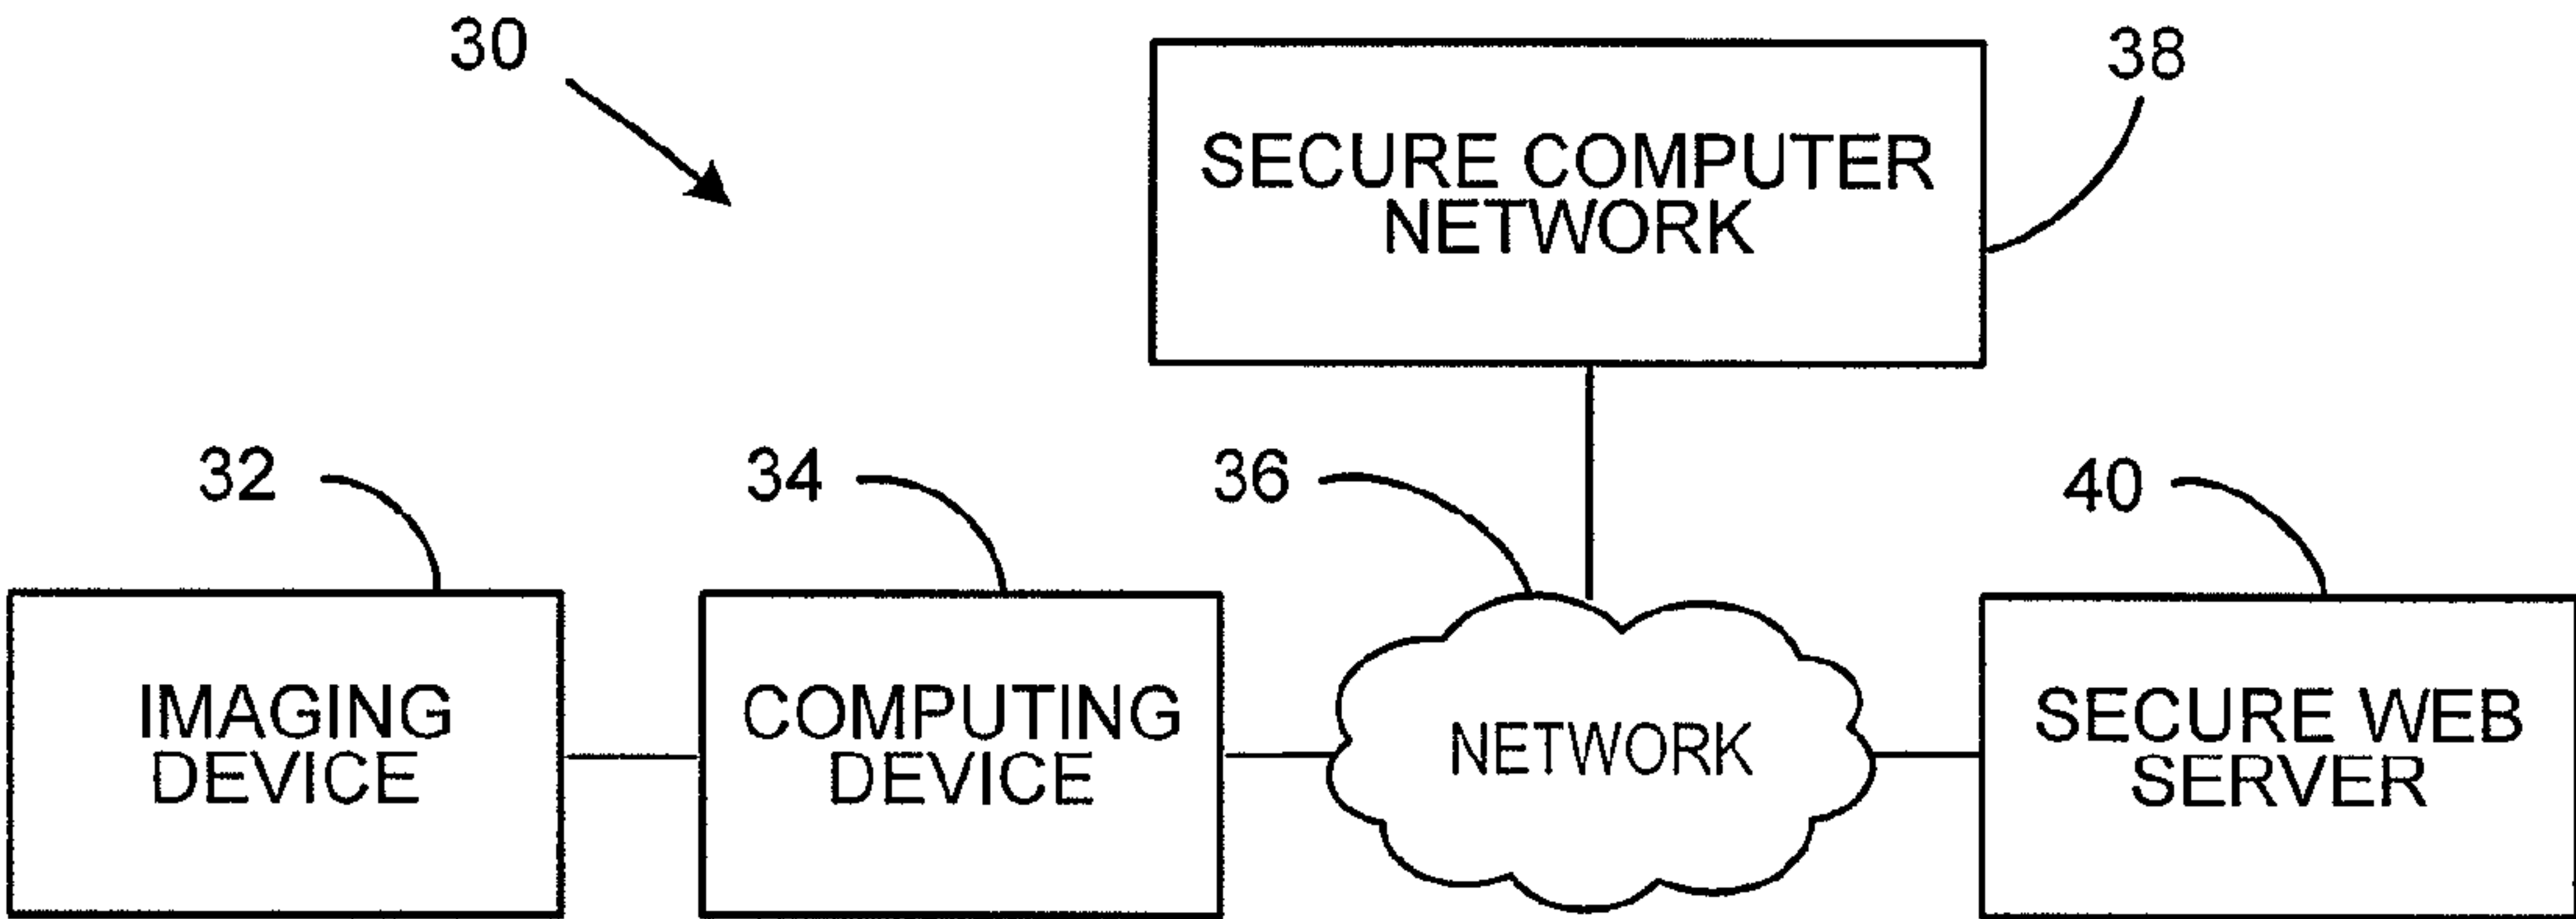 30
38
SECURE COMPUTER
NETWORK
32
34
36
40
IMAGING
DEVICE
COMPUTING
DEVICE
NETWORK
SECURE WEB
SERVER